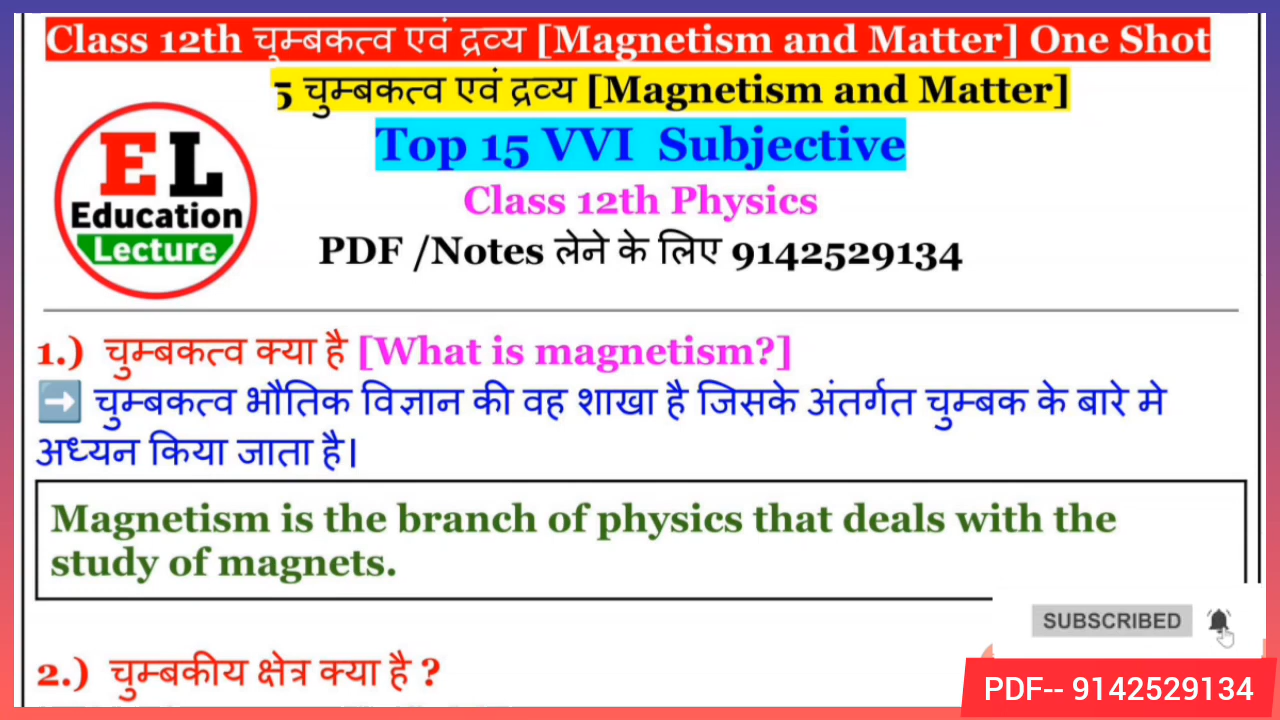 Class 12th चुम्बकत्व एवं द्रव्य [Magnetism and Matter] One Shot
5 चुम्बकत्व एवं द्रव्य [Magnetism and Matter]
Top 15 VVI Subjective
Class 12th Physics
PDF /Notes लेने के लिए 9142529134
EL
Education
Lecture
1.) चुम्बकत्व क्या है [What is magnetism?]
➡ चुम्बकत्व भौतिक विज्ञान की वह शाखा है जिसके अंतर्गत चुम्बक के बारे मे
अध्यन किया जाता है।
Magnetism is the branch of physics that deals with the
study of magnets.
SUBSCRIBED
2.) चुम्बकीय क्षेत्र क्या है ?
PDF-- 9142529134